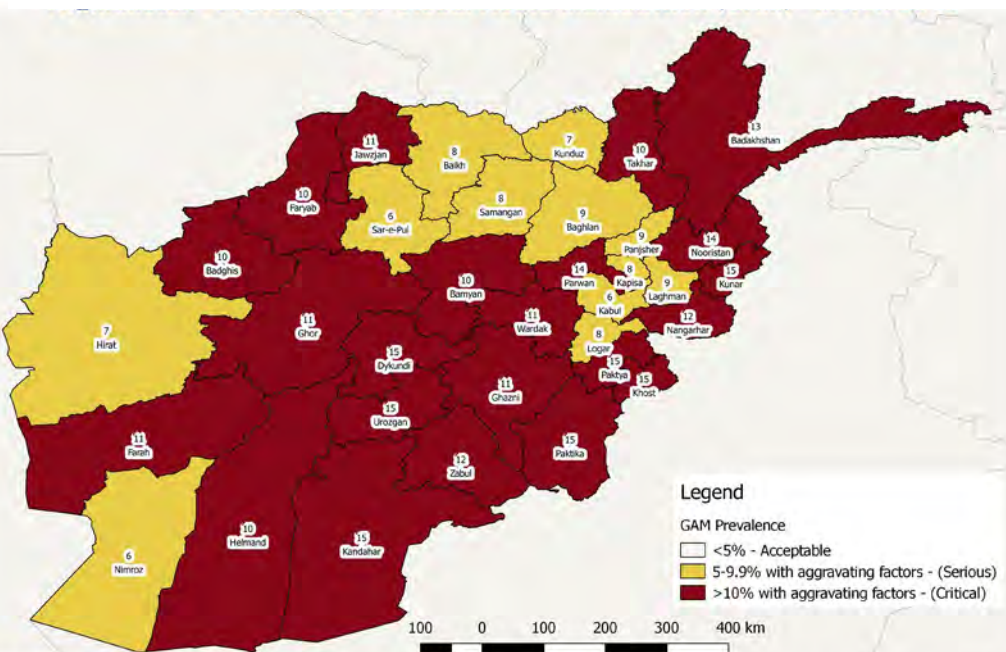 11
Jawzjan
8
Balkh
7
Kunduz
10
Takhar
13
Badakhshan
10
Faryab
6
Sar-e-Pul
8
Samangan
9
Baghlan
9
Panjsher
14
Nooristan
10
Badghis
10
Bamyan
14
Parwan
8
Kapisa
15
Kunar
9
Laghman
6
Kabul
12
Nangarhar
7
Hirat
11
Ghor
11
Wardak
8
Logar
15
Dykundi
15
Paktya
15
Khost
11
Ghazni
15
Urozgan
11
Farah
12
Zabul
15
Paktika
6
Nimroz
10
Helmand
15
Kandahar
Legend
GAM Prevalence
<5% - Acceptable
5-9.9% with aggravating factors - (Serious)
>10% with aggravating factors - (Critical)
100 0 100 200 300 400 km